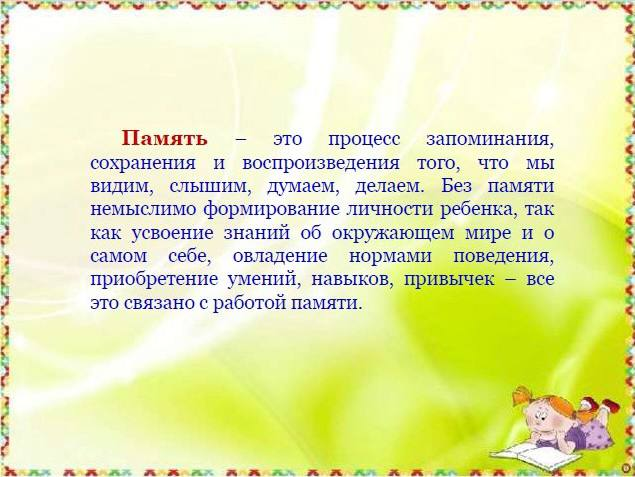 Память – это процесс запоминания,
сохранения и воспроизведения того, что мы
видим, слышим, думаем, делаем. Без памяти
немыслимо формирование личности ребенка, так
как усвоение знаний об окружающем мире и о
самом себе, овладение нормами поведения,
приобретение умений, навыков, привычек – все
это связано с работой памяти.